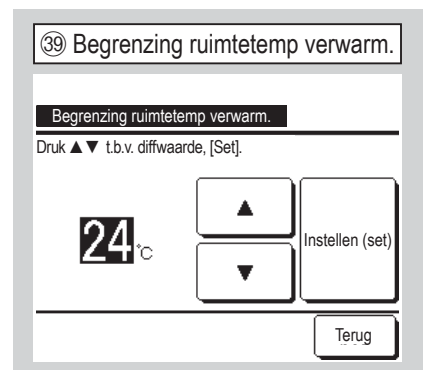 ㊴ Begrenzing ruimtetemp verwarm.
Begrenzing ruimtetemp verwarm.
Druk ▲▼ t.b.v. diffwaarde, [Set].
24°C
▲
Instellen (set)
▼
Terug